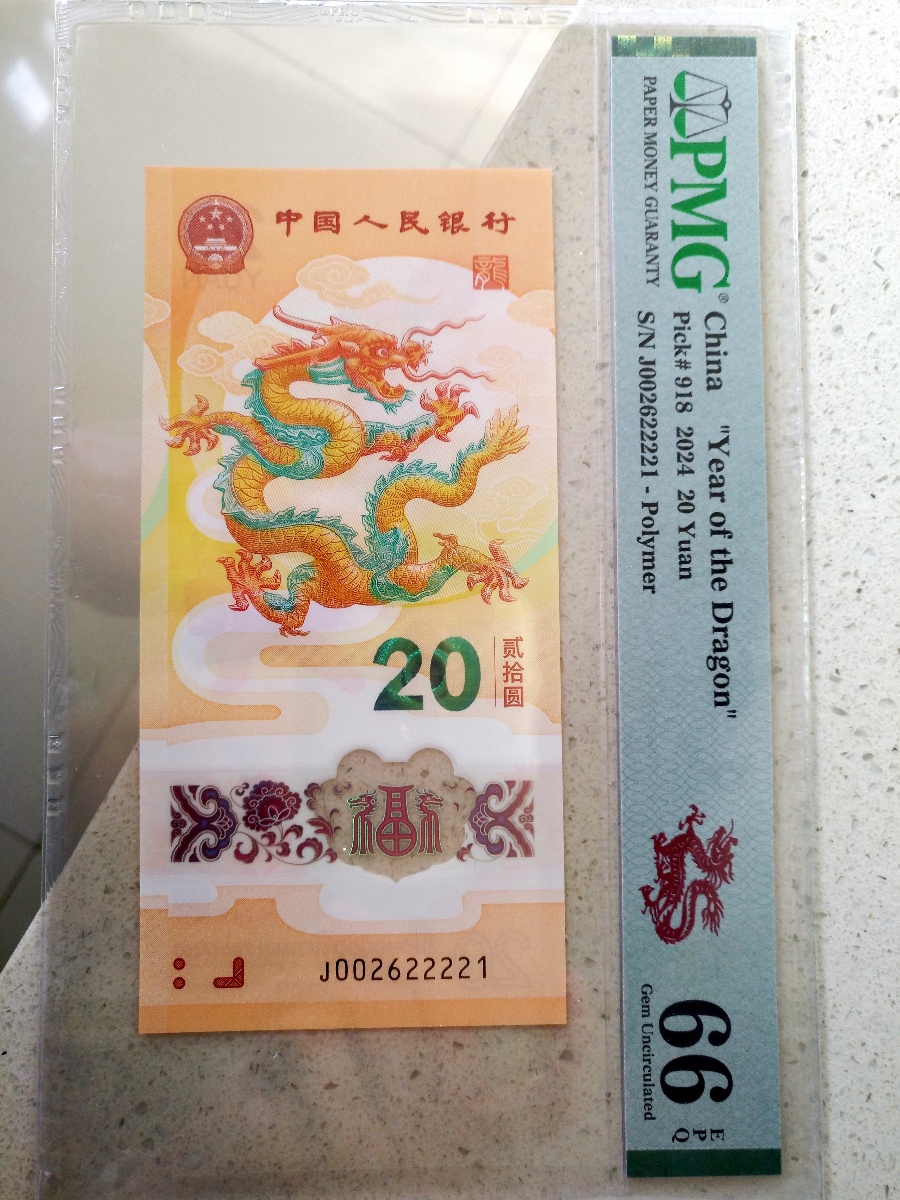 中国人民银行
龍
20
贰拾圆
福
J002622221
PMG®
PAPER MONEY GUARANTY
China "Year of the Dragon"
Pick# 918 2024 20 Yuan
S/N J002622221 - Polymer
66 EPQ
Gem Uncirculated